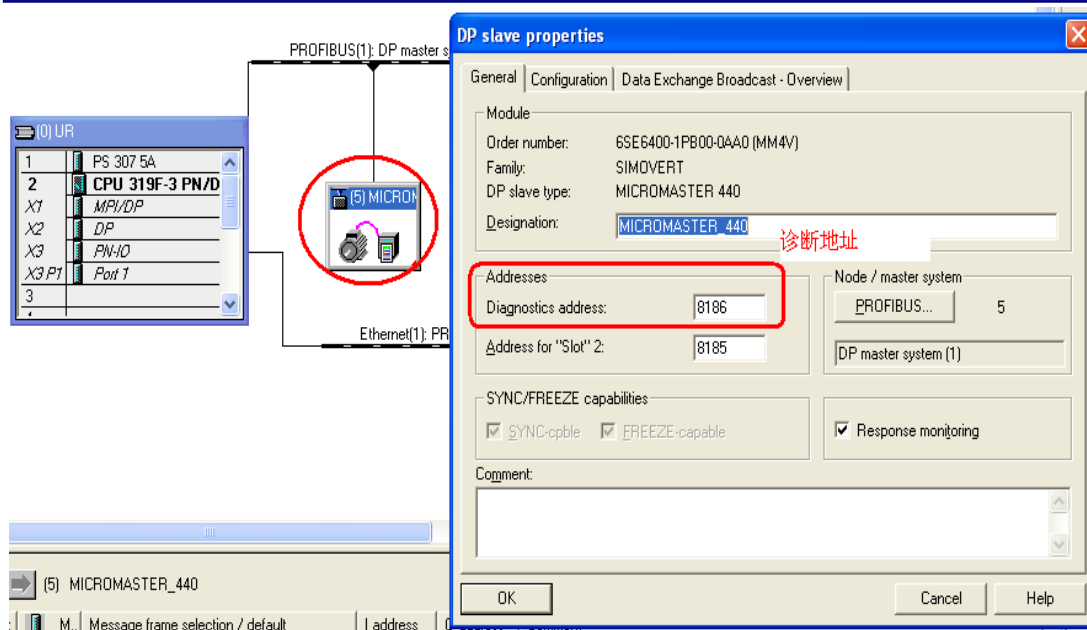 PROFIBUS(1): DP master s
(0) UR
1 PS 307 5A
2 CPU 319F-3 PN/D
X1 MPI/DP
X2 DP
X3 PN-IO
X3 P1 Port 1
3
(5) MICROM
Ethernet(1): PR
DP slave properties
General Configuration Data Exchange Broadcast - Overview
Module
Order number: 6SE6400-1PB00-0AA0 (MM4V)
Family: SIMOVERT
DP slave type: MICROMASTER 440
Designation: MICROMASTER_440
诊断地址
Addresses
Diagnostics address: 8186
Address for "Slot" 2: 8185
Node / master system
PROFIBUS... 5
DP master system (1)
SYNC/FREEZE capabilities
SYNC-cpble FREEZE-capable
Response monitoring
Comment:
OK Cancel Help
(5) MICROMASTER_440
M... Message frame selection / default I address